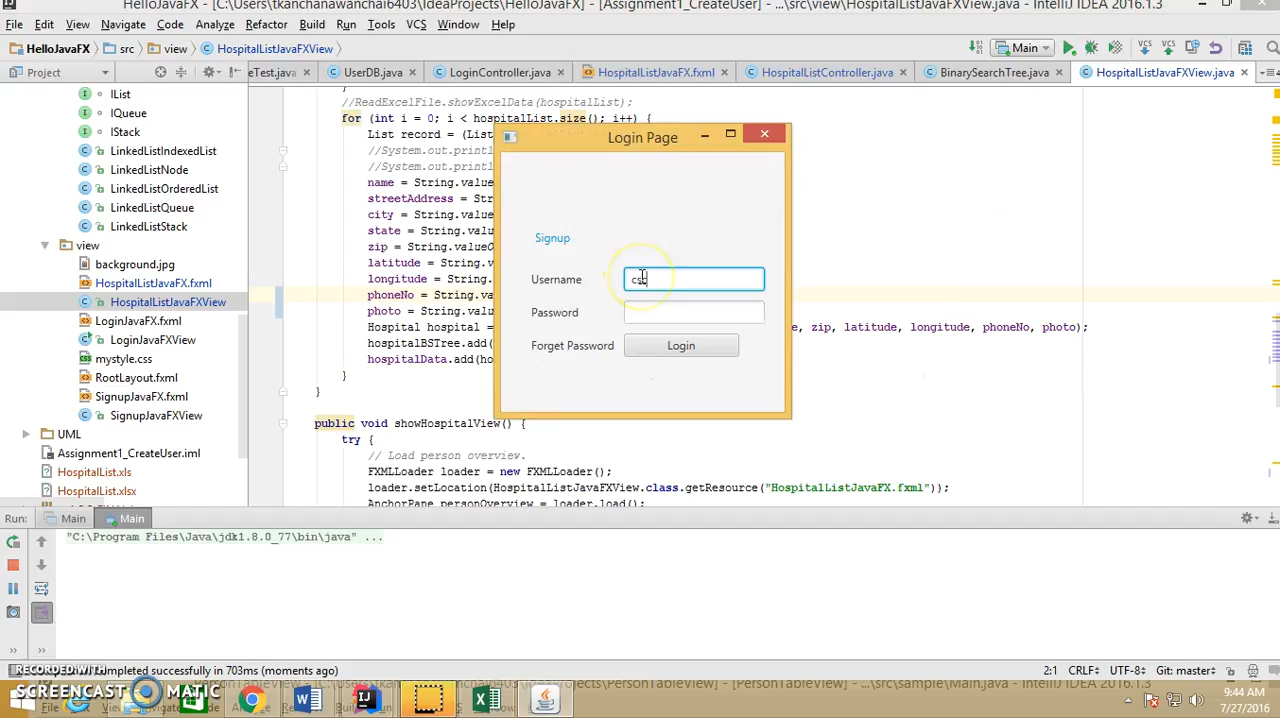 HelloJavaFX - [C:\Users\tkanchanawanchai6403\IdeaProjects\HelloJavaFX] - [Assignment1_CreateUser] - ...\src\view\HospitalListJavaFXView.java - IntelliJ IDEA 2016.1.3
File Edit View Navigate Code Analyze Refactor Build Run Tools VCS Window Help
HelloJavaFX src view HospitalListJavaFXView Main
Project eTest.java UserDB.java LoginController.java HospitalListJavaFX.fxml HospitalListController.java BinarySearchTree.java HospitalListJavaFXView.java
IList
IQueue
IStack
LinkedListIndexedList
LinkedListNode
LinkedListOrderedList
LinkedListQueue
LinkedListStack
view
background.jpg
HospitalListJavaFX.fxml
HospitalListJavaFXView
LoginJavaFX.fxml
LoginJavaFXView
mystyle.css
RootLayout.fxml
SignupJavaFX.fxml
SignupJavaFXView
UML
Assignment1_CreateUser.iml
HospitalList.xls
HospitalList.xlsx
//ReadExcelFile.showExcelData(hospitalList);
for (int i = 0; i < hospitalList.size(); i++) {
List record = (List
//System.out.printl
//System.out.printl
name = String.value
streetAddress = St
city = String.value
state = String.valu
zip = String.valueO
latitude = String.v
longitude = String.
phoneNo = String.va
photo = String.valu
Hospital hospital = e, zip, latitude, longitude, phoneNo, photo);
hospitalBSTree.add(
hospitalData.add(ho
}
}
public void showHospitalView() {
try {
// Load person overview.
FXMLLoader loader = new FXMLLoader();
loader.setLocation(HospitalListJavaFXView.class.getResource("HospitalListJavaFX.fxml"));
AnchorPane personOverview = loader.load();
Login Page
Signup
Username cs
Password
Forget Password Login
Run: Main Main
"C:\Program Files\Java\jdk1.8.0_77\bin\java" ...
completed successfully in 703ms (moments ago) 2:1 CRLF UTF-8 Git: master
RECORDED WITH
SCREENCAST MATIC
9:44 AM
7/27/2016